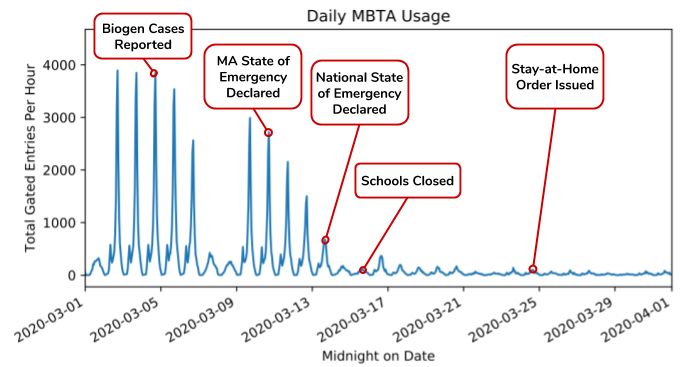 Daily MBTA Usage
Biogen Cases
Reported
MA State of
Emergency
Declared
National State
of Emergency
Declared
Stay-at-Home
Order Issued
Schools Closed
Total Gated Entries Per Hour
4000
3000
2000
1000
0
2020-03-01
2020-03-05
2020-03-09
2020-03-13
2020-03-17
2020-03-21
2020-03-25
2020-03-29
2020-04-01
Midnight on Date